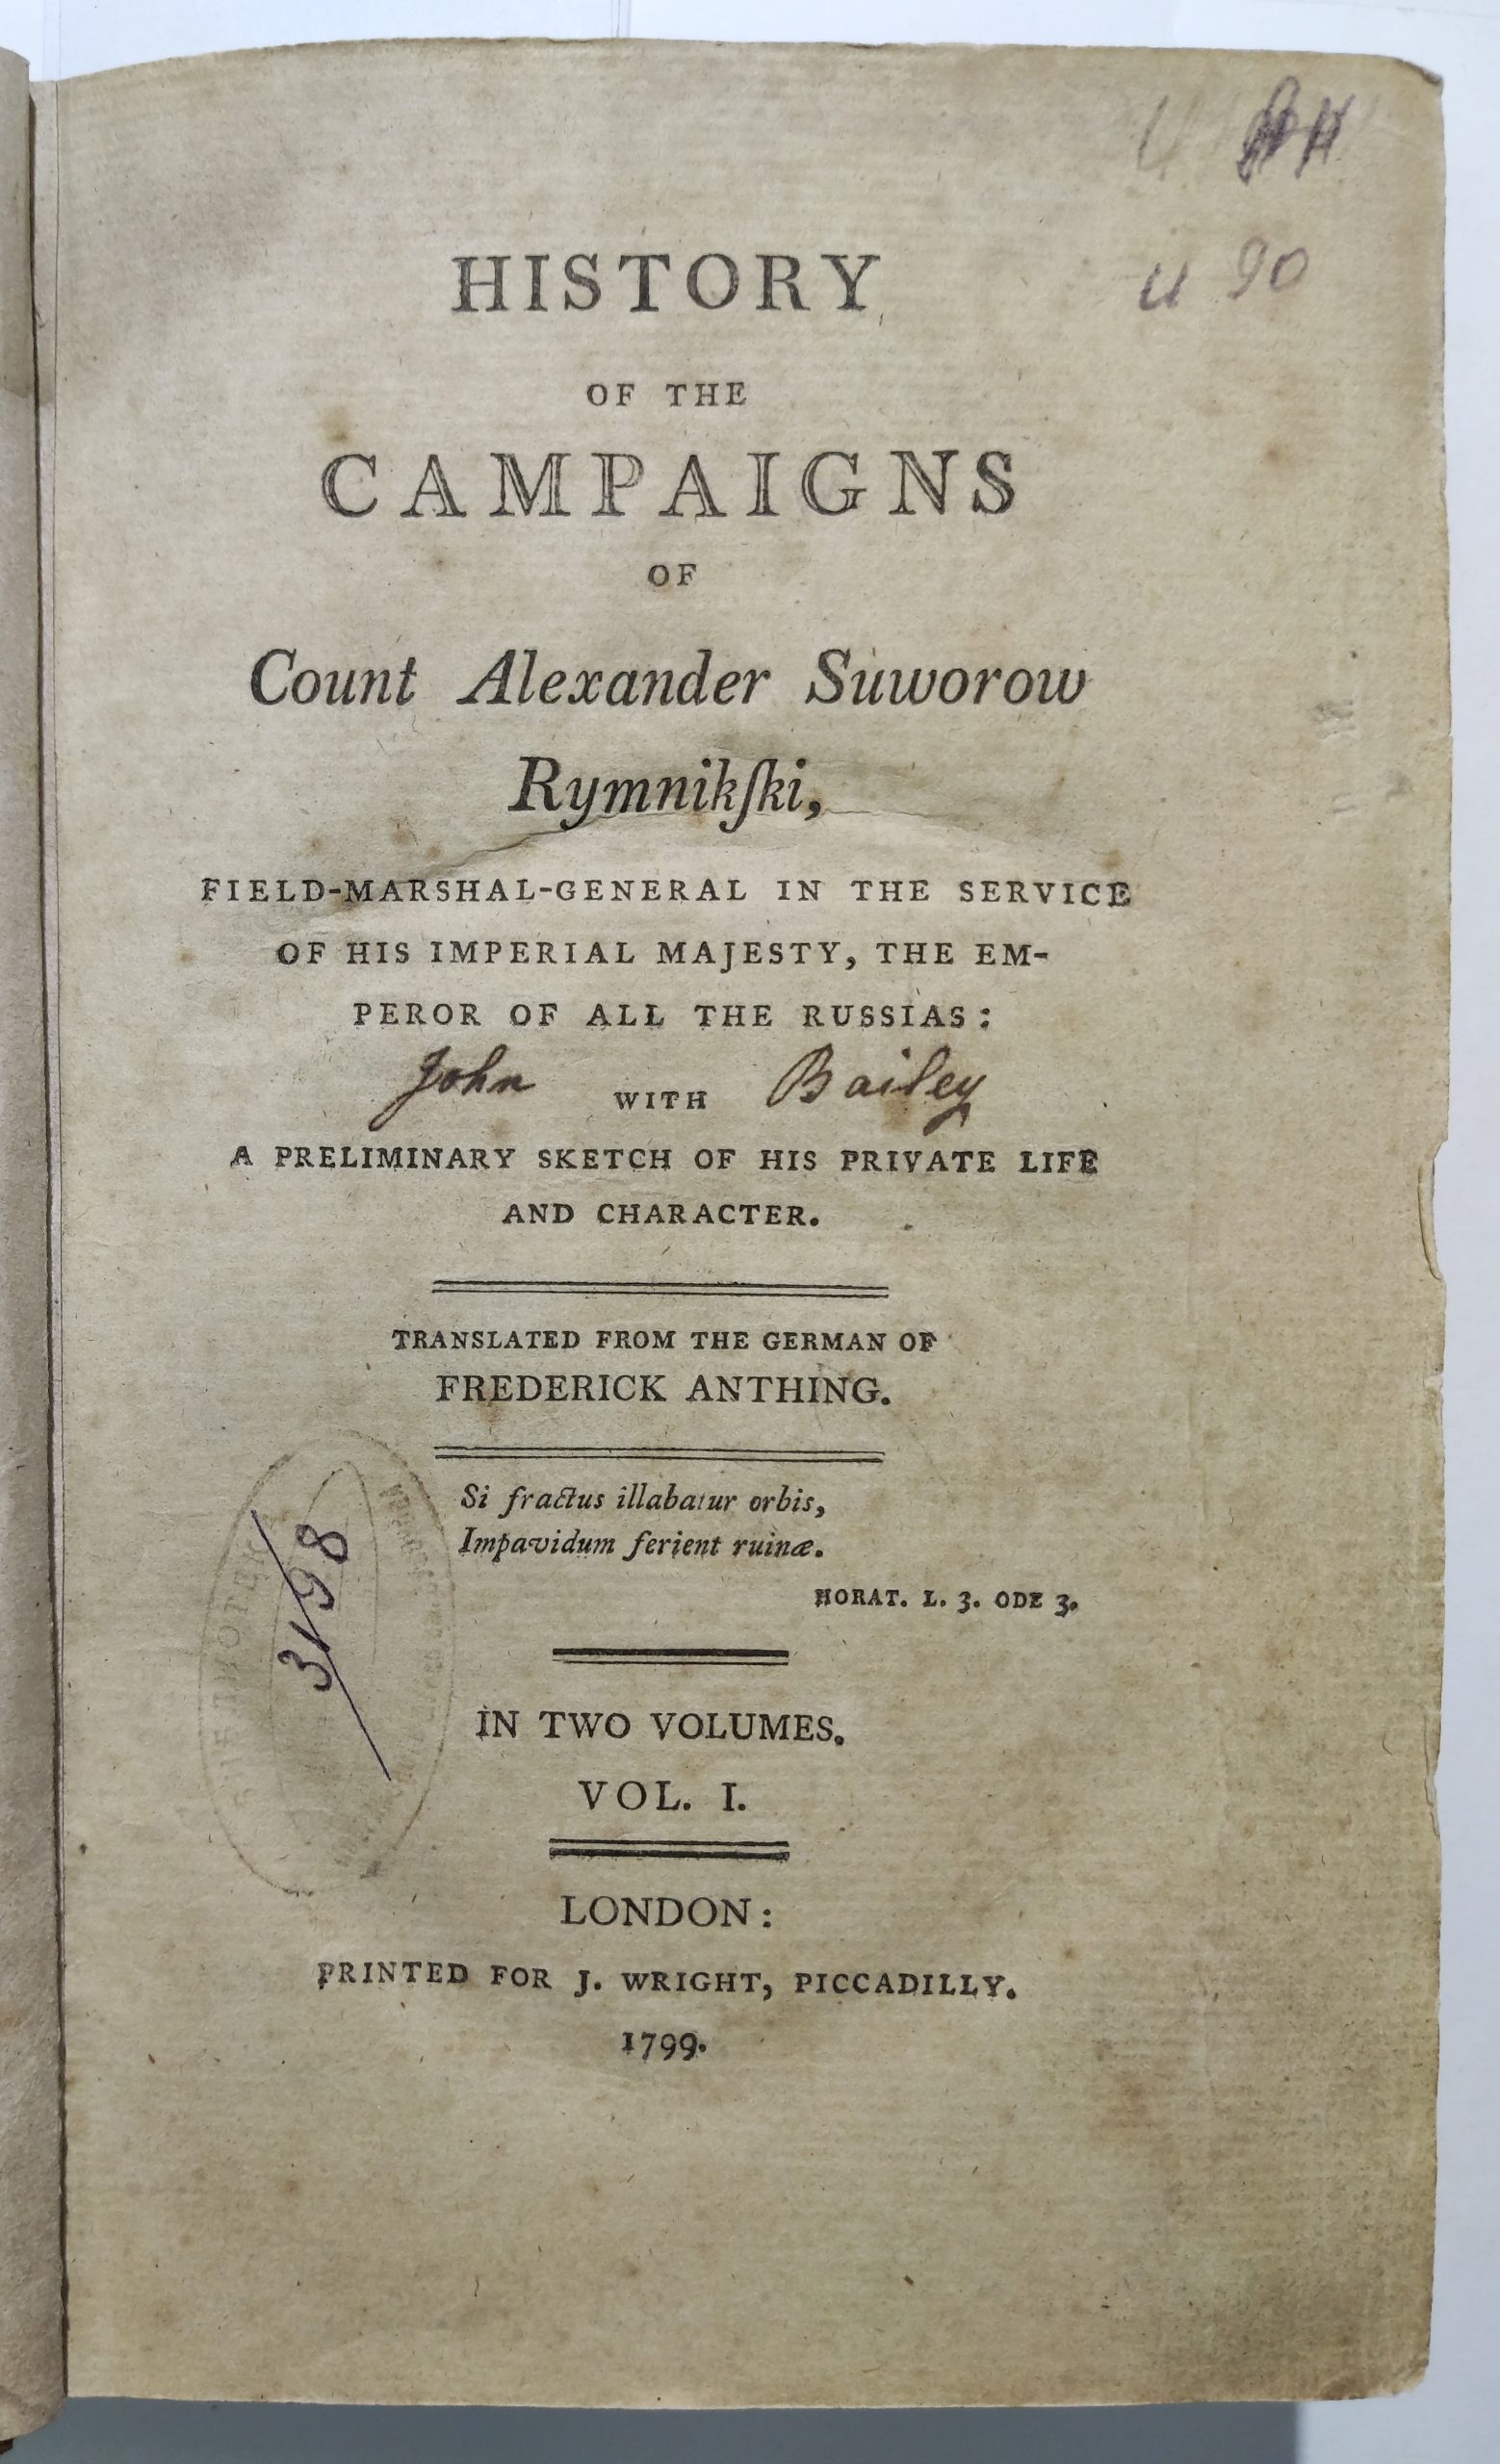 И 90
HISTORY
OF THE
CAMPAIGNS
OF
Count Alexander Suworow
Rymnikſki,
FIELD-MARSHAL-GENERAL IN THE SERVICE
OF HIS IMPERIAL MAJESTY, THE EM-
PEROR OF ALL THE RUSSIAS:
John WITH Bailey
A PRELIMINARY SKETCH OF HIS PRIVATE LIFE
AND CHARACTER.
TRANSLATED FROM THE GERMAN OF
FREDERICK ANTHING.
Si fractus illabatur orbis,
Impavidum ferient ruinæ.
HORAT. L. 3. ODE 3.
3198
IN TWO VOLUMES.
VOL. I.
LONDON:
PRINTED FOR J. WRIGHT, PICCADILLY.
1799.